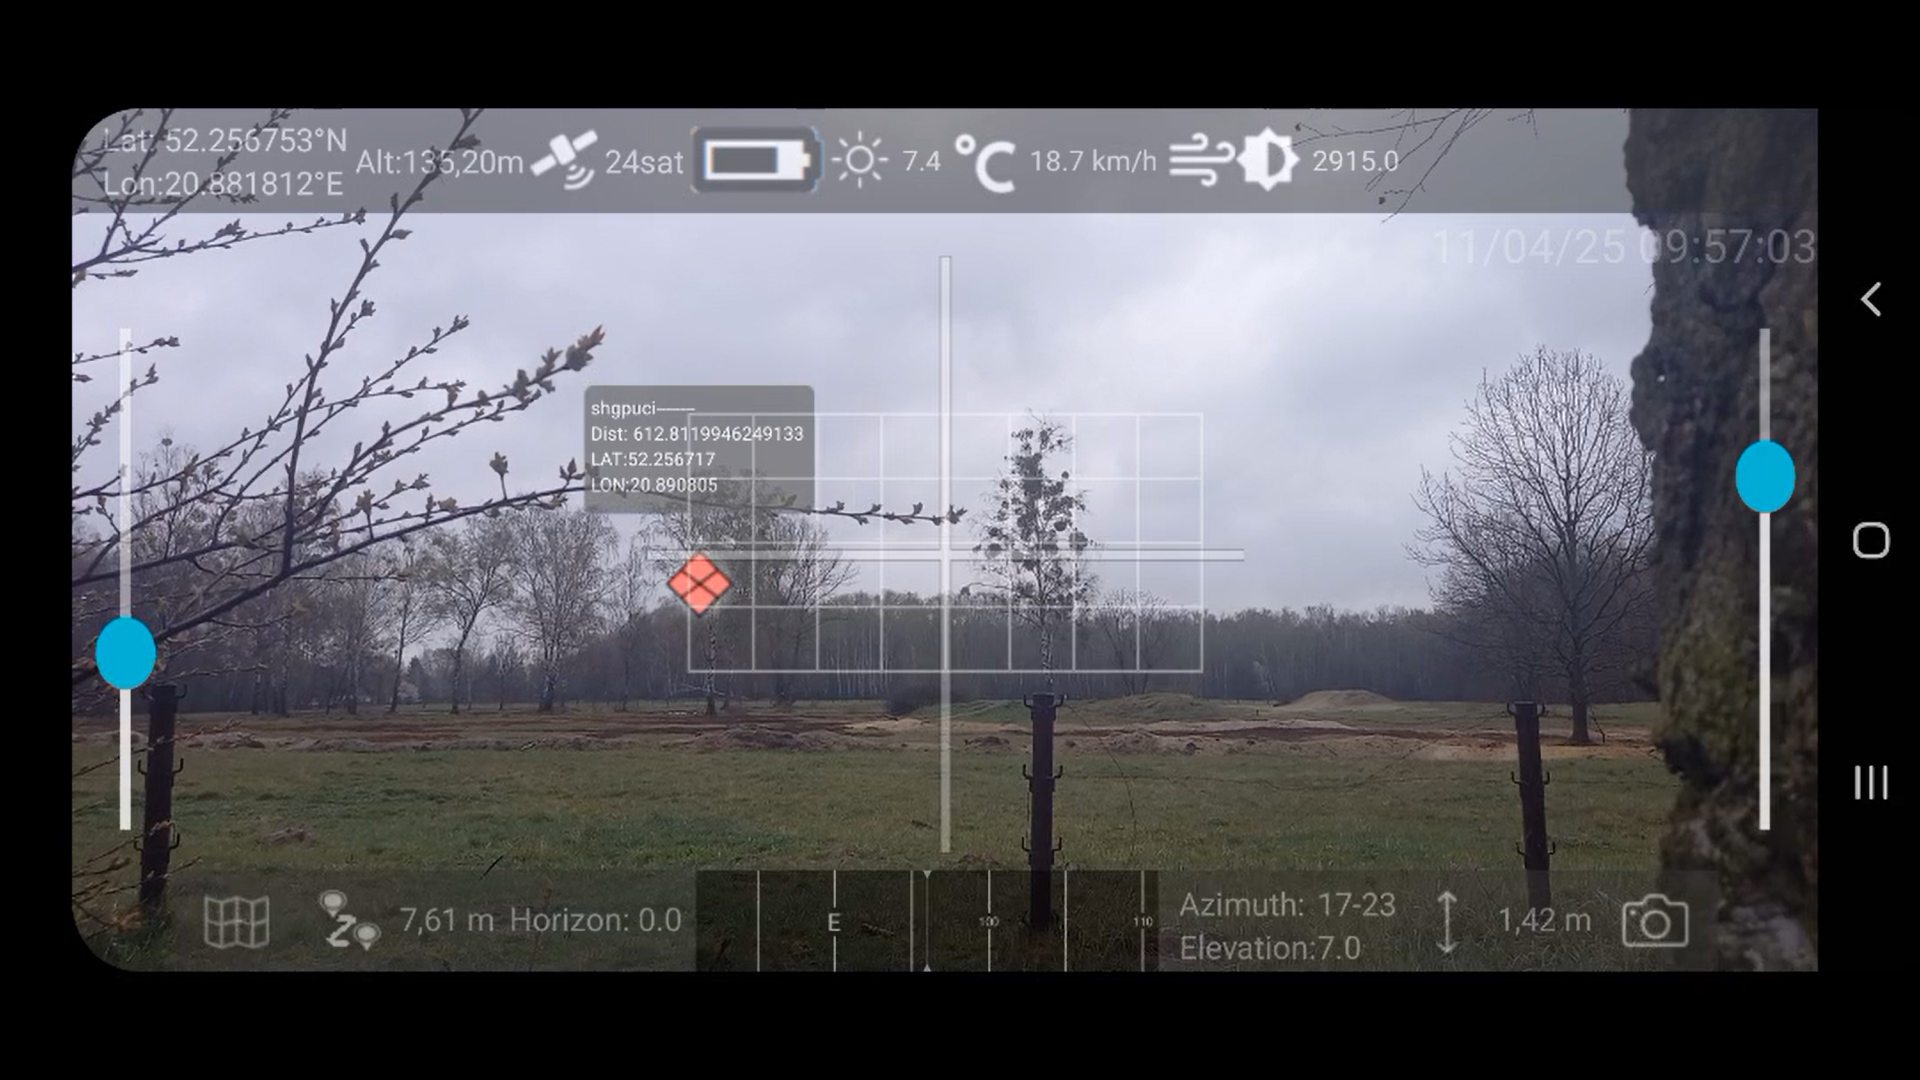 Lat: 52.256753°N
Lon:20.881812°E
Alt:135,20m
24sat
7.4 °C
18.7 km/h
2915.0
11/04/25 09:57:03
shgpuci-----
Dist: 612.8119946249133
LAT:52.256717
LON:20.890805
7,61 m
Horizon: 0.0
E
100
110
Azimuth: 17-23
Elevation:7.0
1,42 m